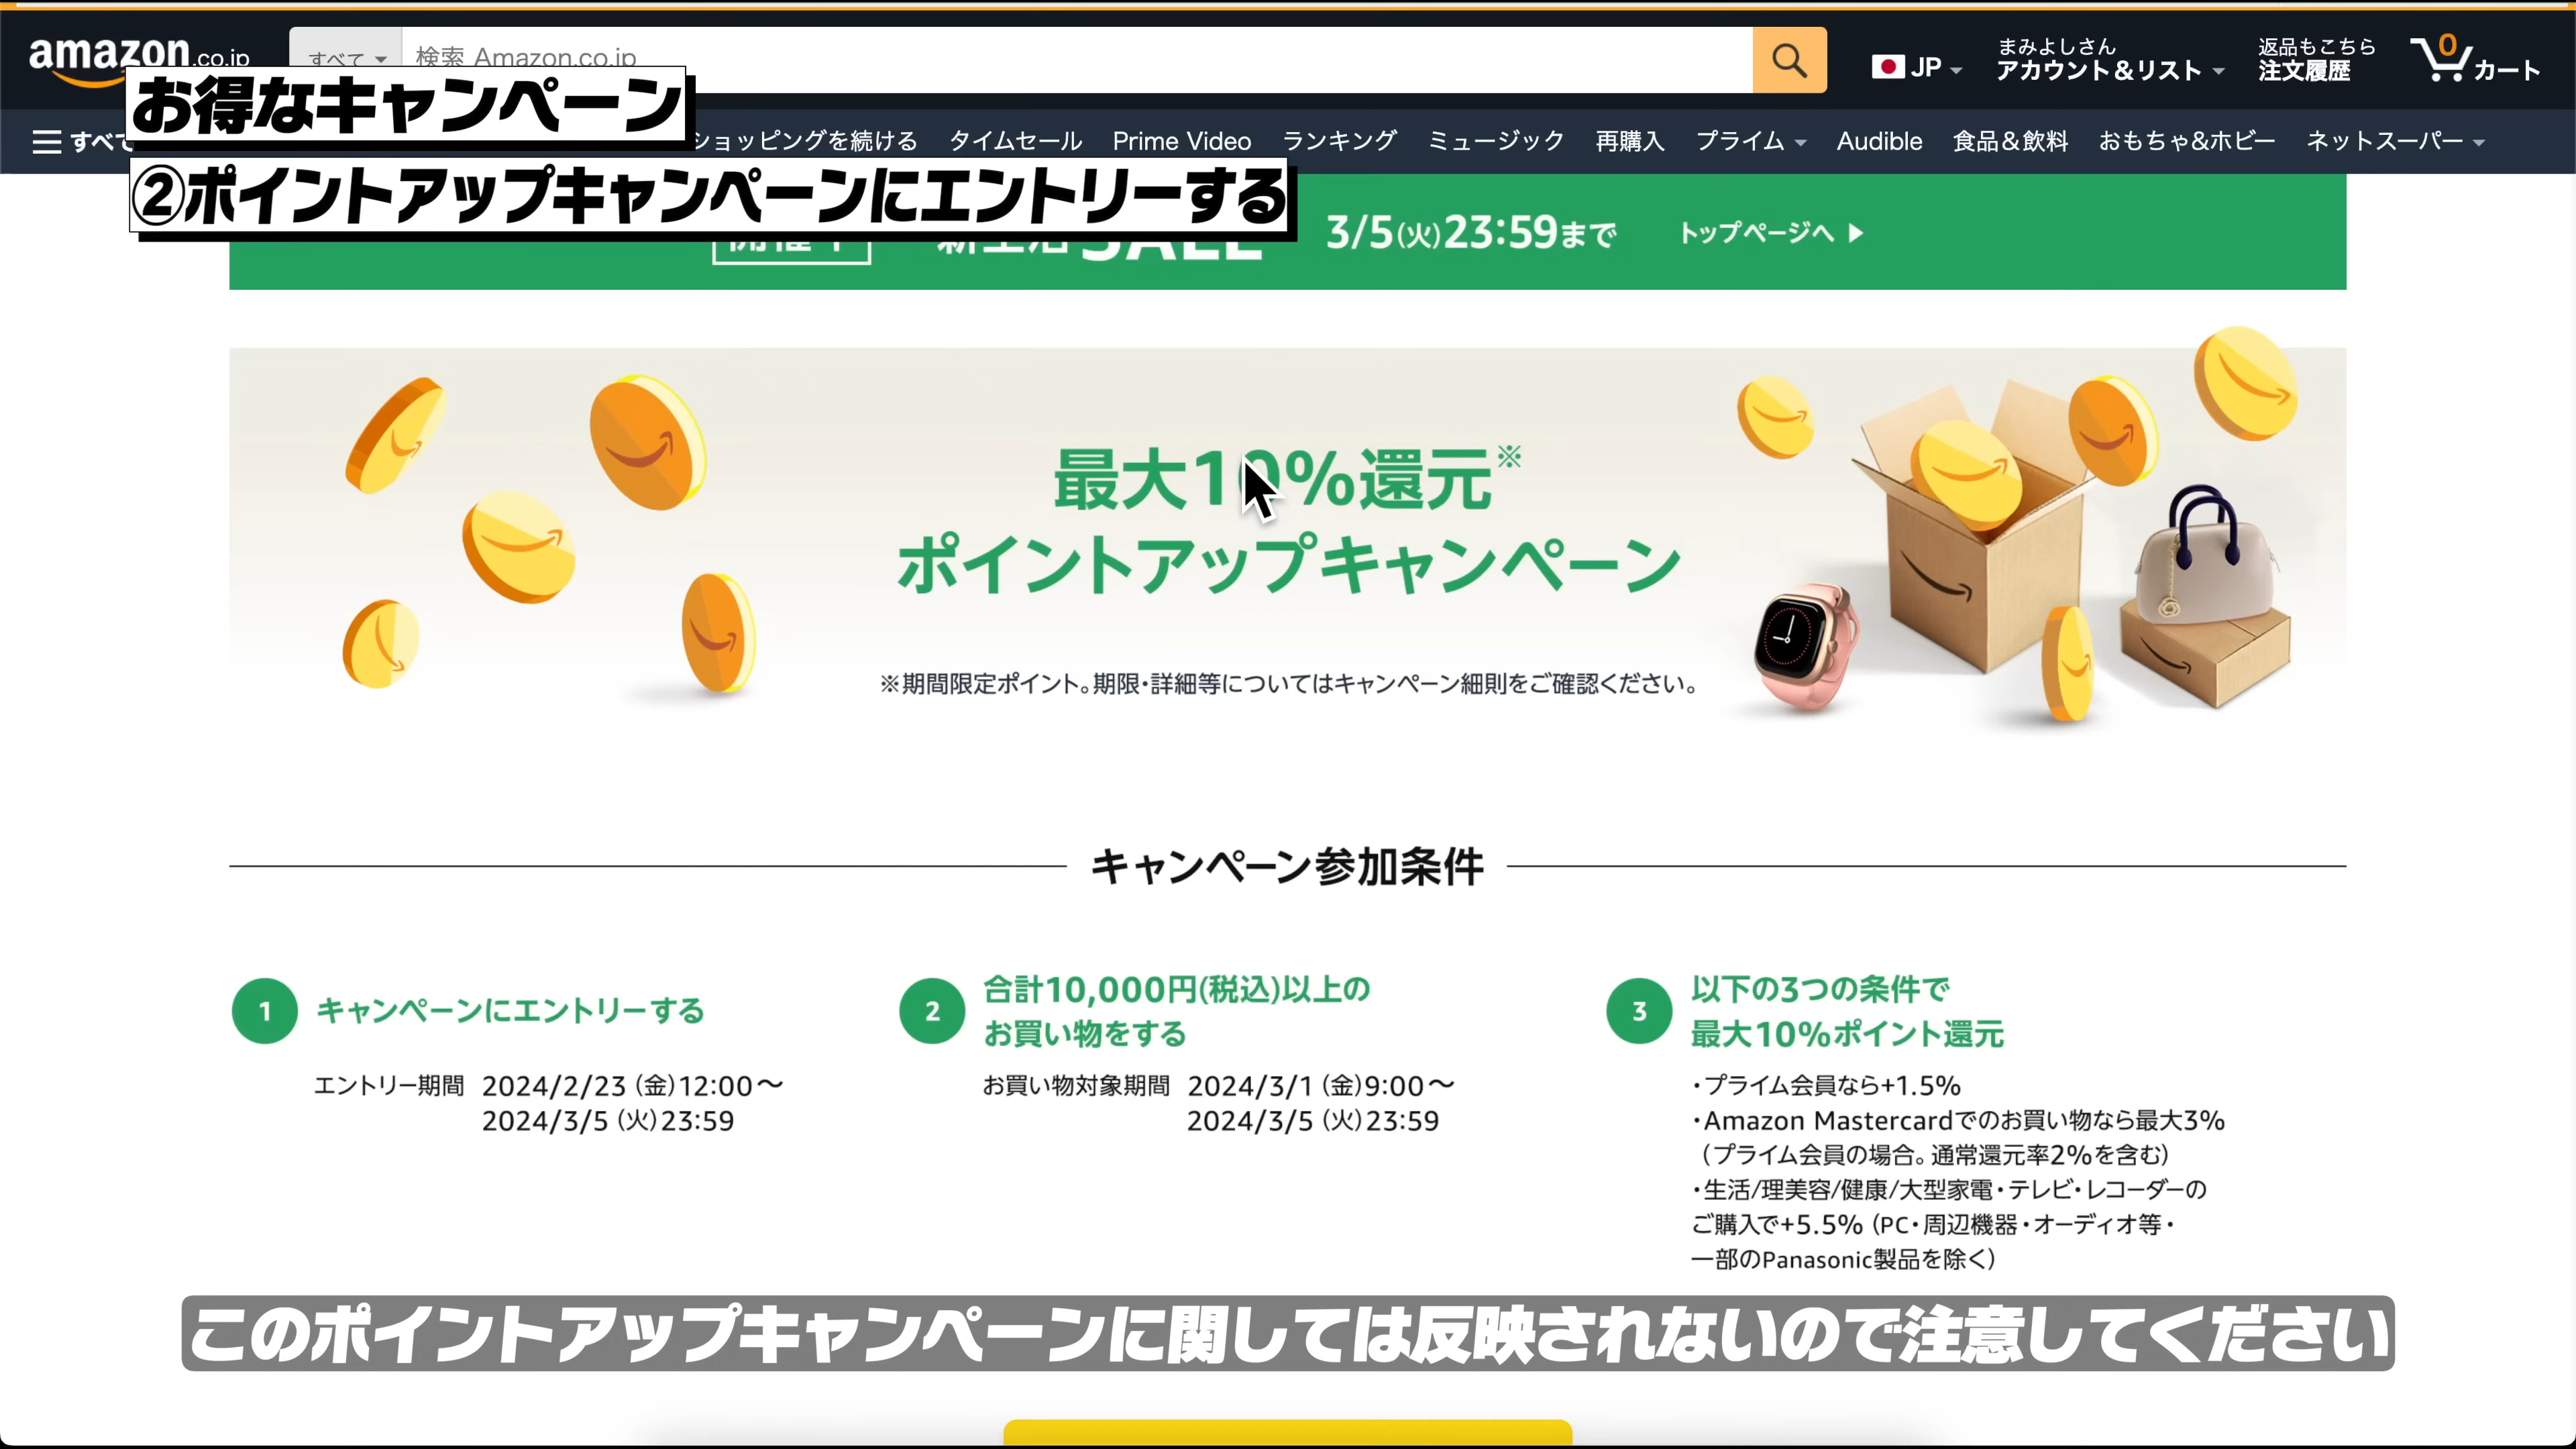 amazon.co.jp
すべて
検索 Amazon.co.jp
JP
まみよしさん
アカウント&リスト
返品もこちら
注文履歴
0
カート
お得なキャンペーン
すべて
ショッピングを続ける
タイムセール
Prime Video
ランキング
ミュージック
再購入
プライム
Audible
食品&飲料
おもちゃ&ホビー
ネットスーパー
②ポイントアップキャンペーンにエントリーする
開催中
新生活SALE
3/5(火)23:59まで
トップページへ ▶
最大10%還元※
ポイントアップキャンペーン
※期間限定ポイント。期限・詳細等についてはキャンペーン細則をご確認ください。
キャンペーン参加条件
1
キャンペーンにエントリーする
エントリー期間 2024/2/23(金)12:00〜
2024/3/5(火)23:59
2
合計10,000円(税込)以上の
お買い物をする
お買い物対象期間 2024/3/1(金)9:00〜
2024/3/5(火)23:59
3
以下の3つの条件で
最大10%ポイント還元
・プライム会員なら+1.5%
・Amazon Mastercardでのお買い物なら最大3%
(プライム会員の場合。通常還元率2%を含む)
・生活/理美容/健康/大型家電・テレビ・レコーダーの
ご購入で+5.5%(PC・周辺機器・オーディオ等・
一部のPanasonic製品を除く)
このポイントアップキャンペーンに関しては反映されないので注意してください